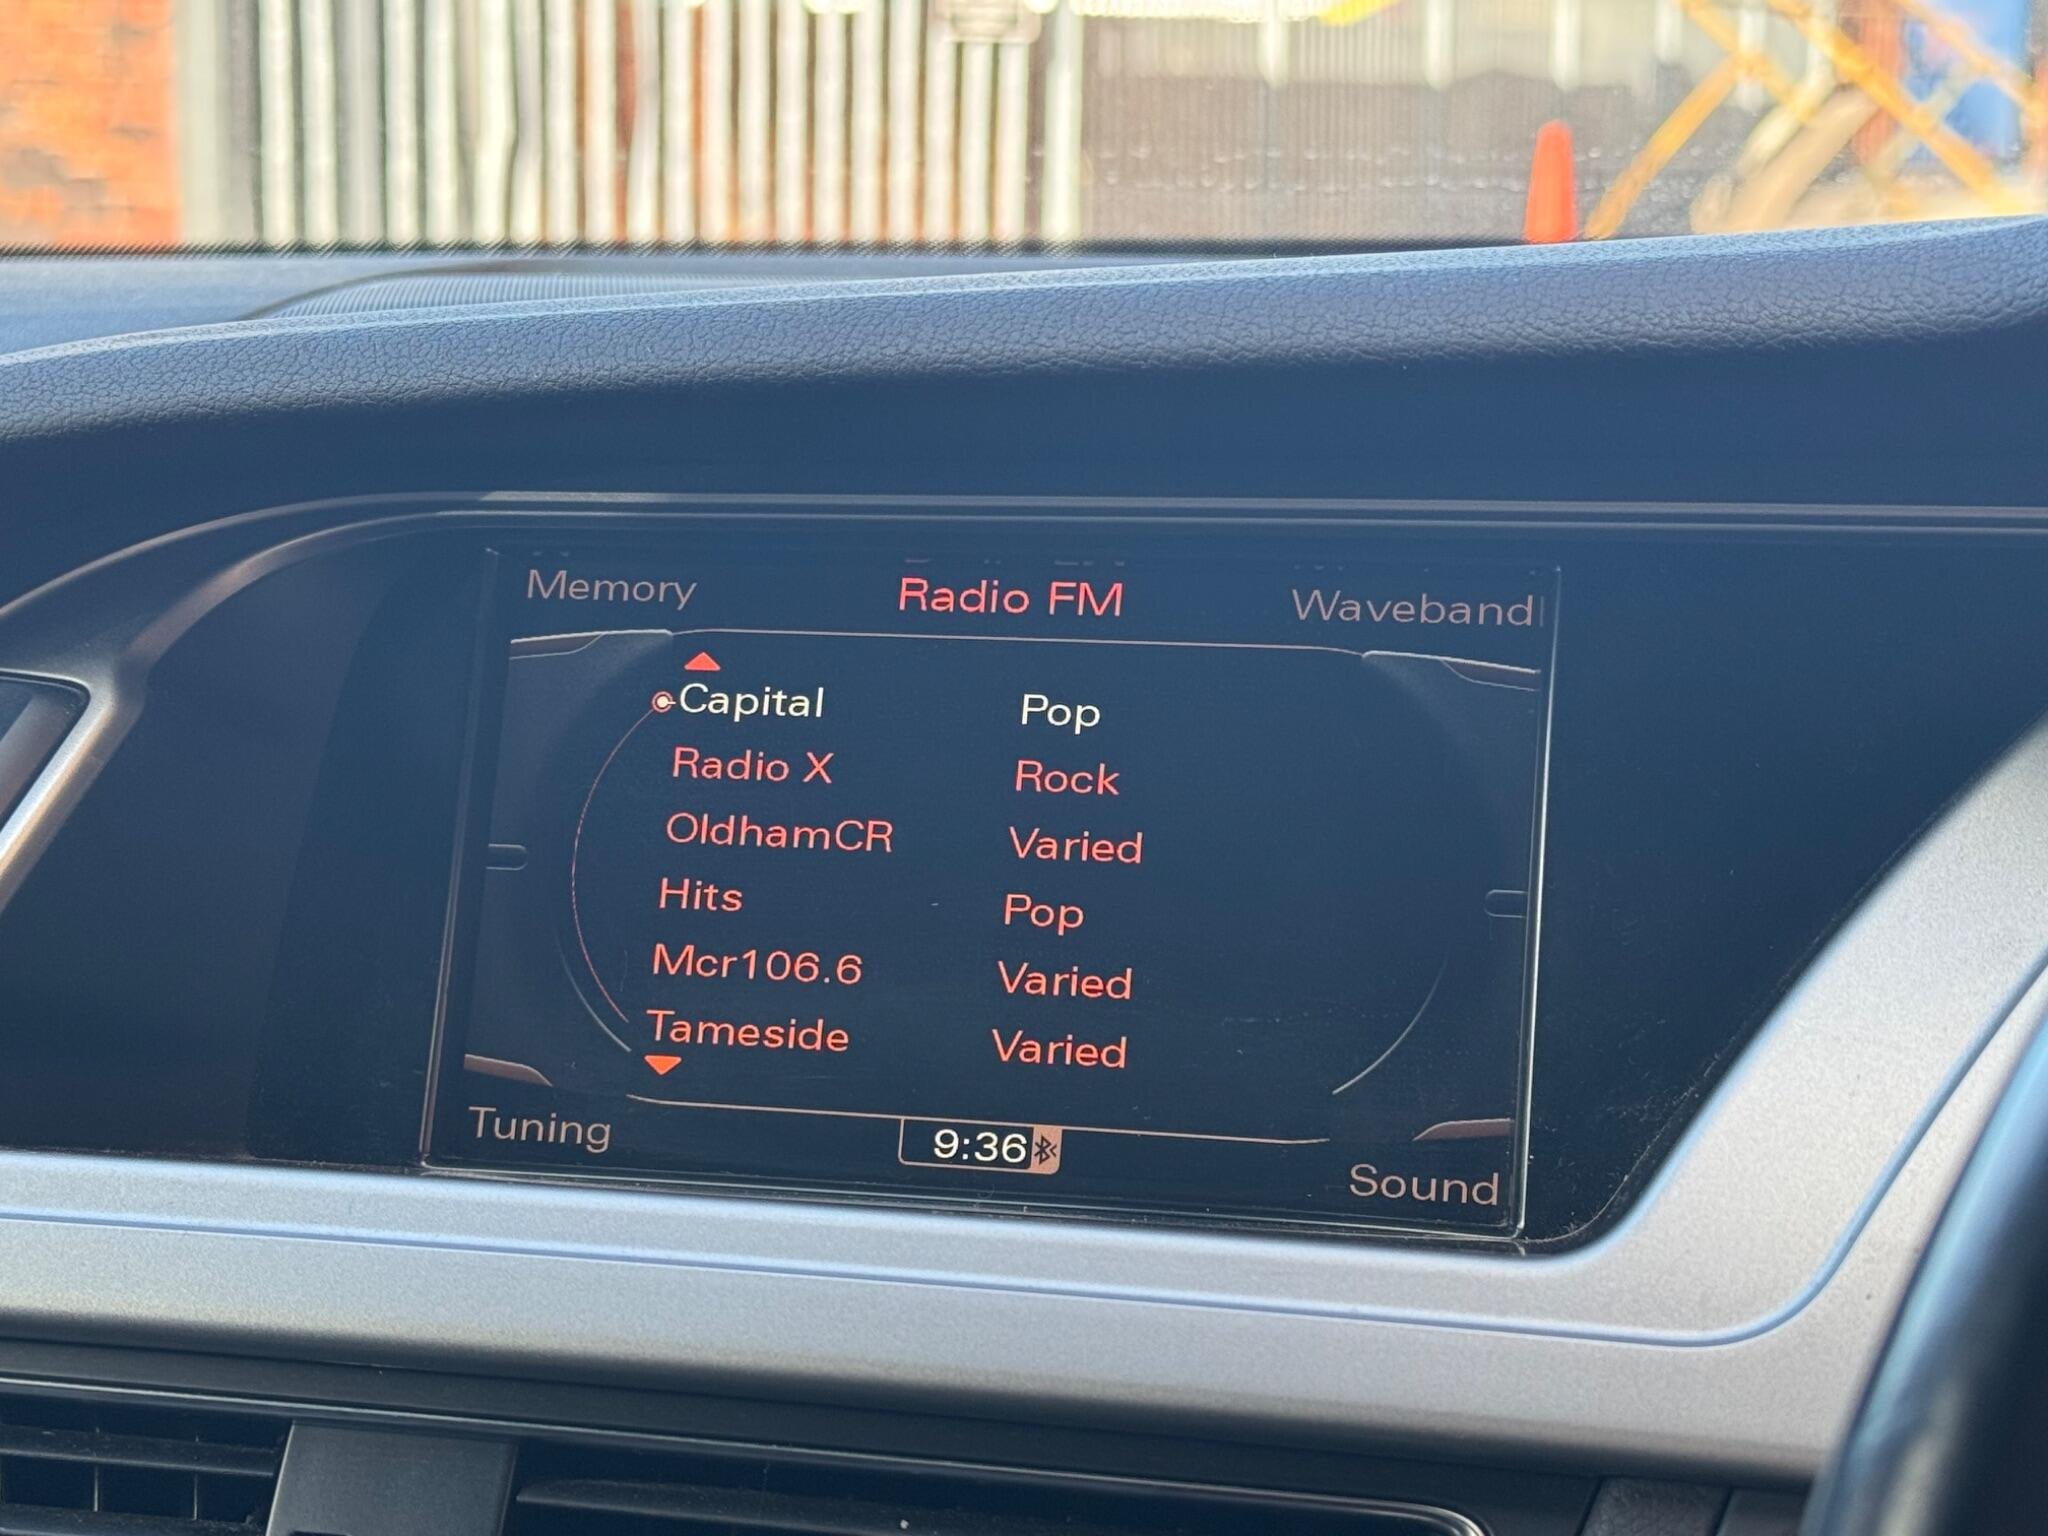 Memory Radio FM Waveband
Capital Pop
Radio X Rock
OldhamCR Varied
Hits Pop
Mcr106.6 Varied
Tameside Varied
Tuning 9:36 Sound